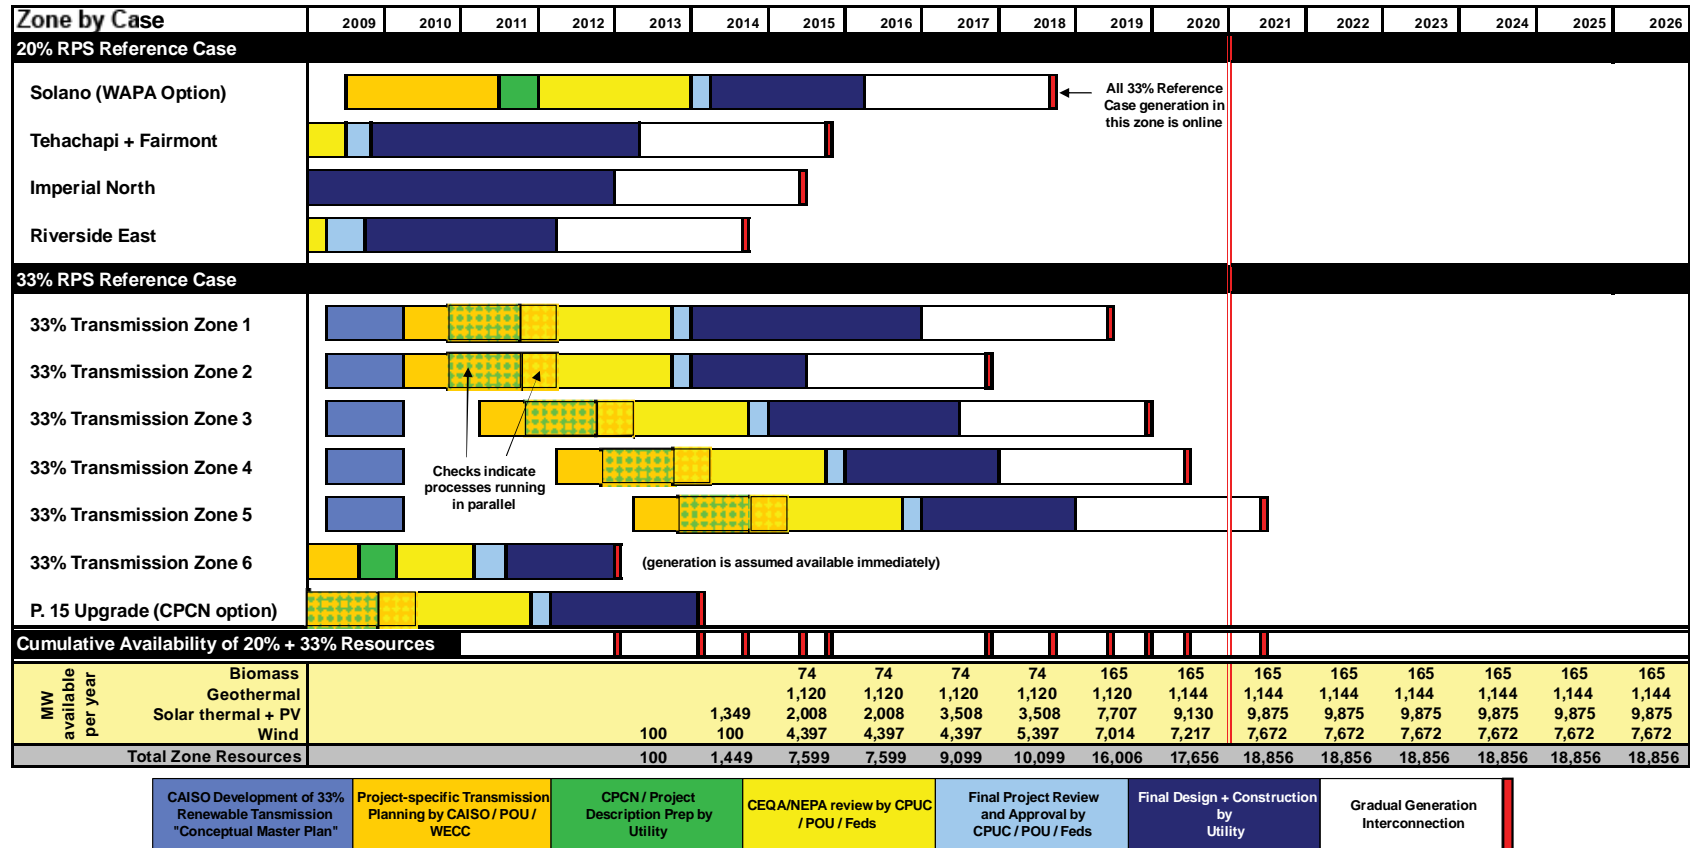 Zone by Case 2009 2010 2011 2012 2013 2014 2015 2016 2017 2018 2019 2020 2021 2022 2023 2024 2025 2026
20% RPS Reference Case
Solano (WAPA Option)
All 33% Reference
Case generation in
this zone is online
Tehachapi + Fairmont
Imperial North
Riverside East
33% RPS Reference Case
33% Transmission Zone 1
33% Transmission Zone 2
33% Transmission Zone 3
33% Transmission Zone 4
Checks indicate
processes running
in parallel
33% Transmission Zone 5
33% Transmission Zone 6 (generation is assumed available immediately)
P. 15 Upgrade (CPCN option)
Cumulative Availability of 20% + 33% Resources
MW
available
per year
Biomass 74 74 74 74 165 165 165 165 165 165 165 165
Geothermal 1,120 1,120 1,120 1,120 1,120 1,144 1,144 1,144 1,144 1,144 1,144 1,144
Solar thermal + PV 1,349 2,008 2,008 3,508 3,508 7,707 9,130 9,875 9,875 9,875 9,875 9,875 9,875
Wind 100 100 4,397 4,397 4,397 5,397 7,014 7,217 7,672 7,672 7,672 7,672 7,672 7,672
Total Zone Resources 100 1,449 7,599 7,599 9,099 10,099 16,006 17,656 18,856 18,856 18,856 18,856 18,856 18,856
CAISO Development of 33%
Renewable Tansmission
"Conceptual Master Plan"
Project-specific Transmission
Planning by CAISO / POU /
WECC
CPCN / Project
Description Prep by
Utility
CEQA/NEPA review by CPUC
/ POU / Feds
Final Project Review
and Approval by
CPUC / POU / Feds
Final Design + Construction
by
Utility
Gradual Generation
Interconnection